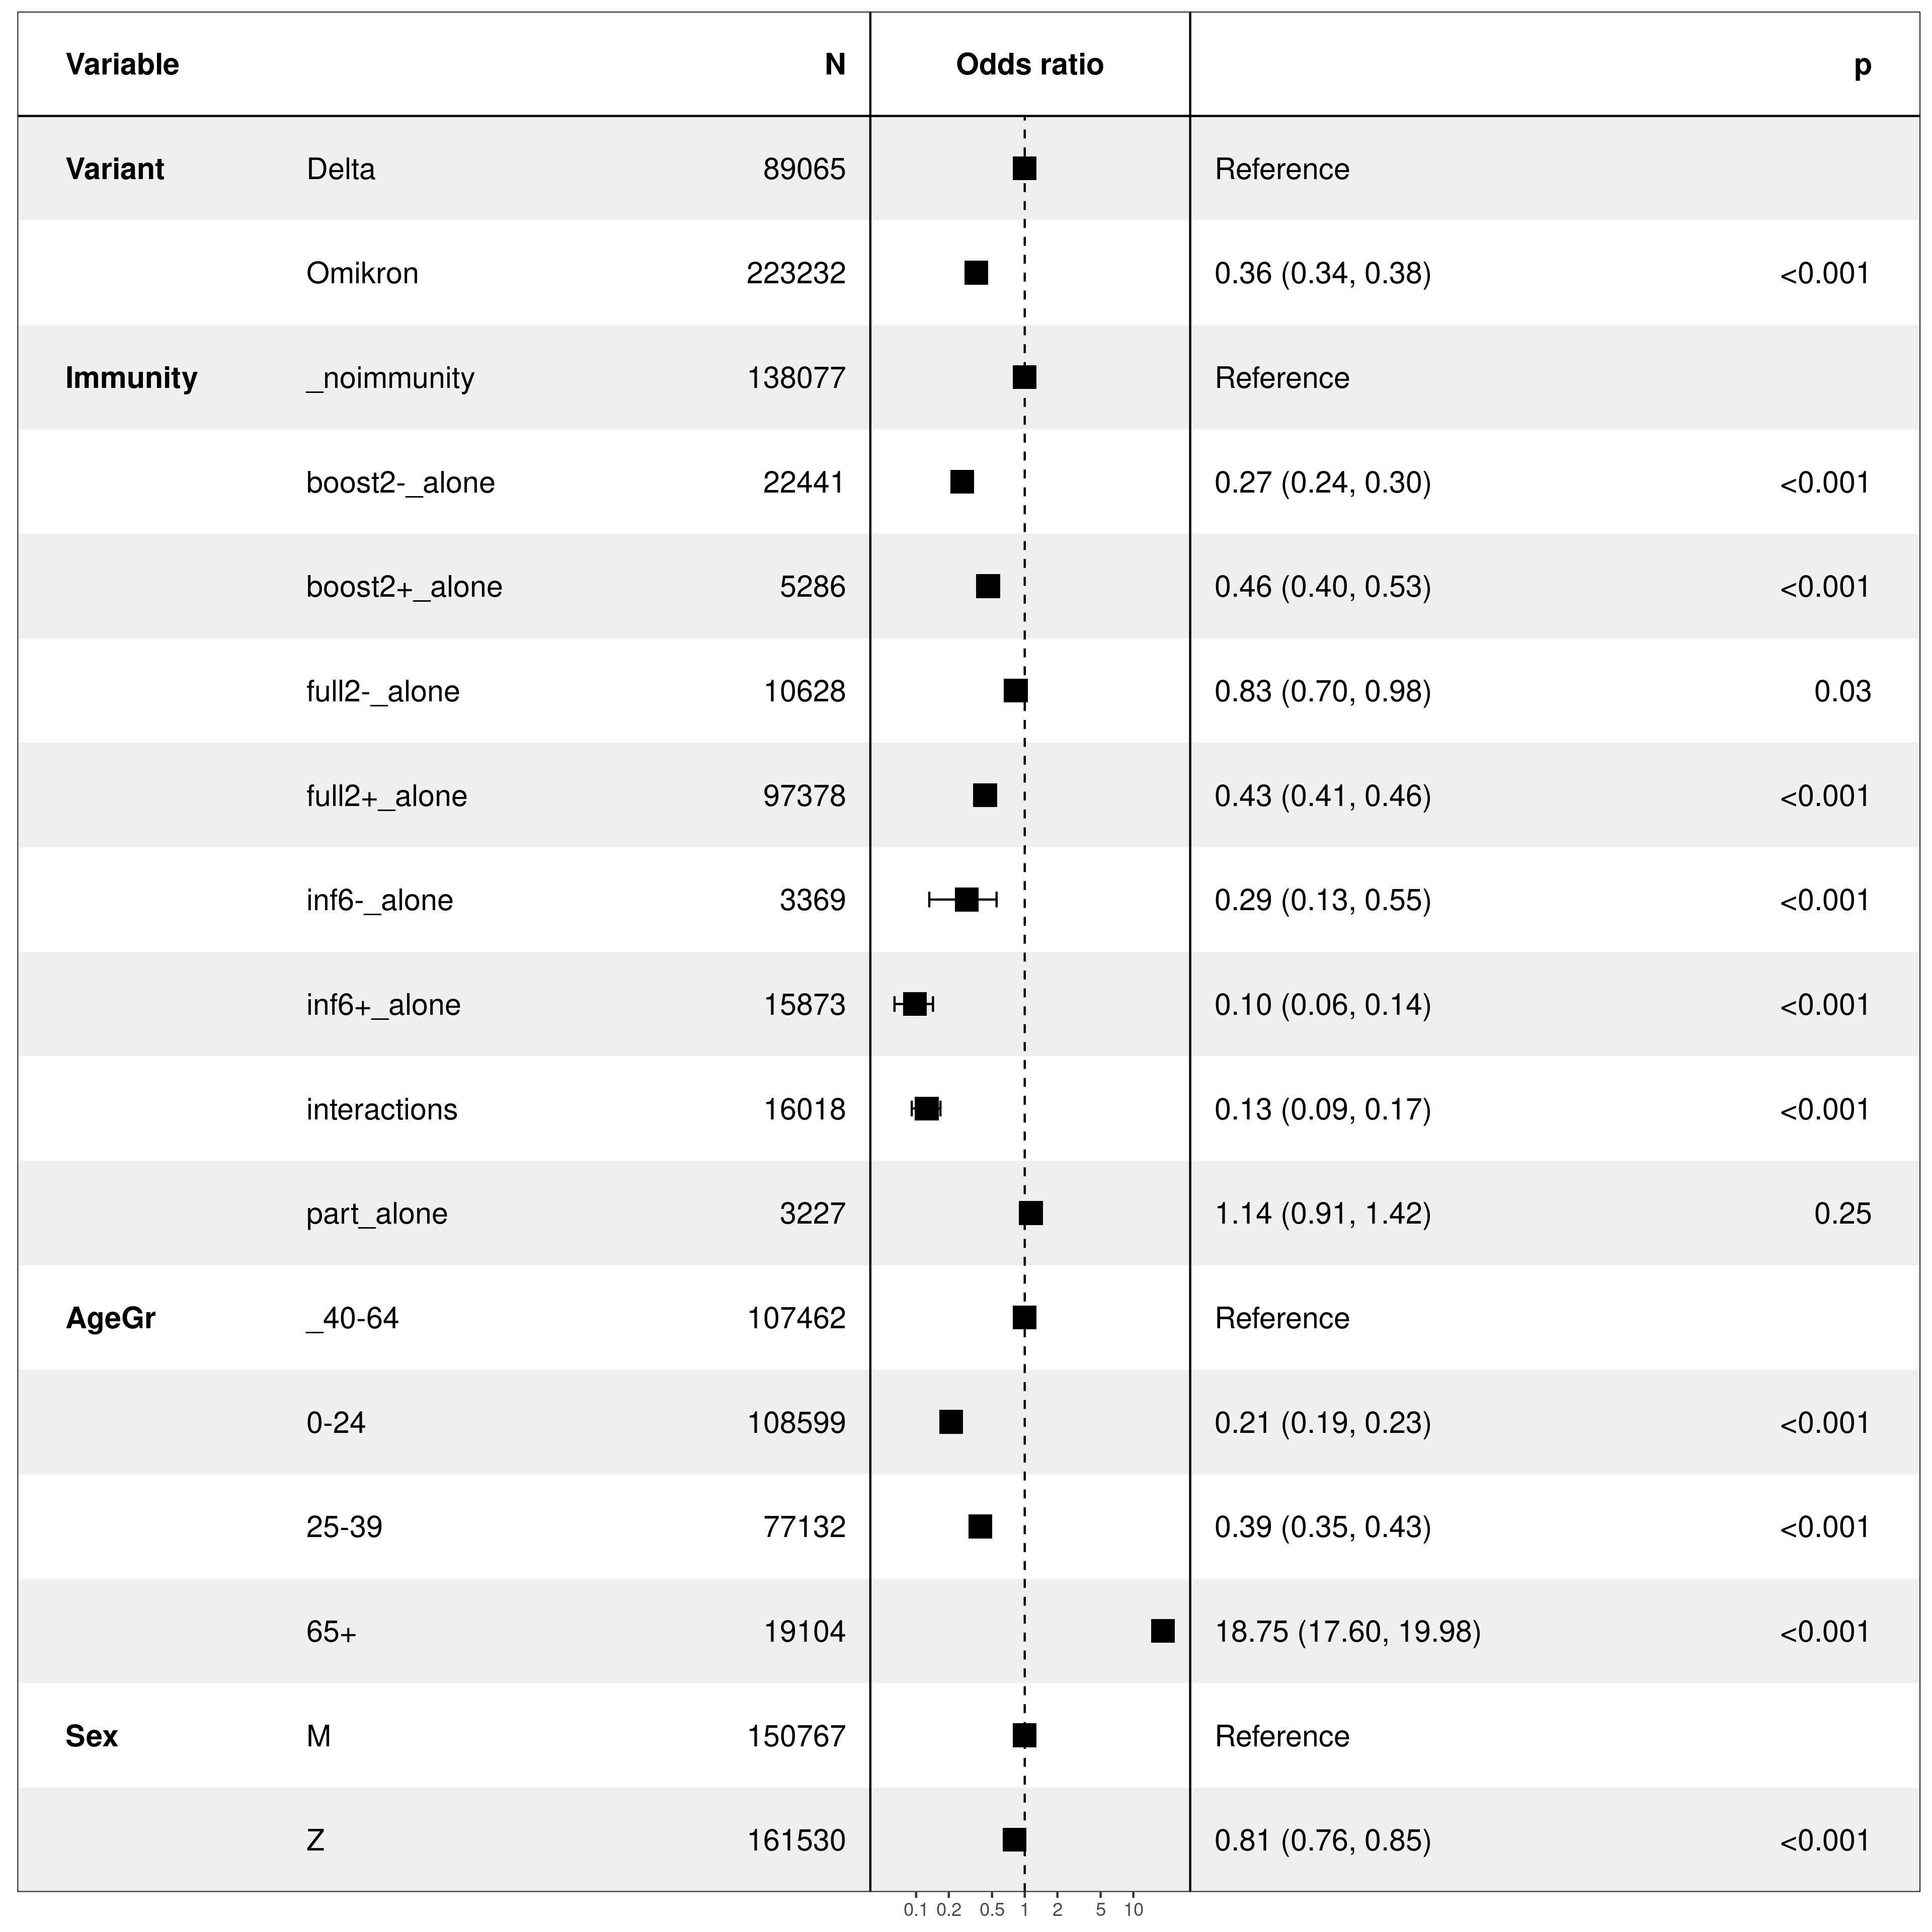 Variable N Odds ratio p
Variant Delta 89065 Reference
Omikron 223232 0.36 (0.34, 0.38) <0.001
Immunity _noimmunity 138077 Reference
boost2-_alone 22441 0.27 (0.24, 0.30) <0.001
boost2+_alone 5286 0.46 (0.40, 0.53) <0.001
full2-_alone 10628 0.83 (0.70, 0.98) 0.03
full2+_alone 97378 0.43 (0.41, 0.46) <0.001
inf6-_alone 3369 0.29 (0.13, 0.55) <0.001
inf6+_alone 15873 0.10 (0.06, 0.14) <0.001
interactions 16018 0.13 (0.09, 0.17) <0.001
part_alone 3227 1.14 (0.91, 1.42) 0.25
AgeGr _40-64 107462 Reference
0-24 108599 0.21 (0.19, 0.23) <0.001
25-39 77132 0.39 (0.35, 0.43) <0.001
65+ 19104 18.75 (17.60, 19.98) <0.001
Sex M 150767 Reference
Z 161530 0.81 (0.76, 0.85) <0.001
0.1 0.2 0.5 1 2 5 10